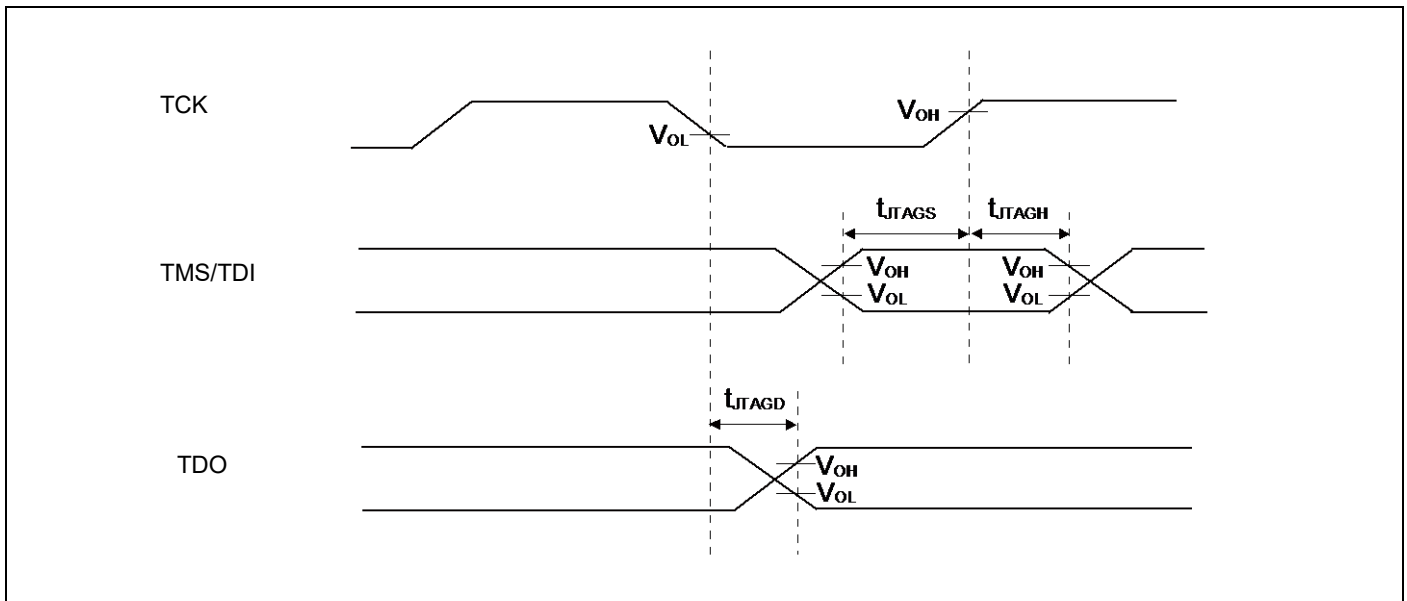 TCK
VOL
VOH
tJTAGS
tJTAGH
TMS/TDI
VOH
VOH
VOL
VOL
tJTAGD
TDO
VOH
VOL